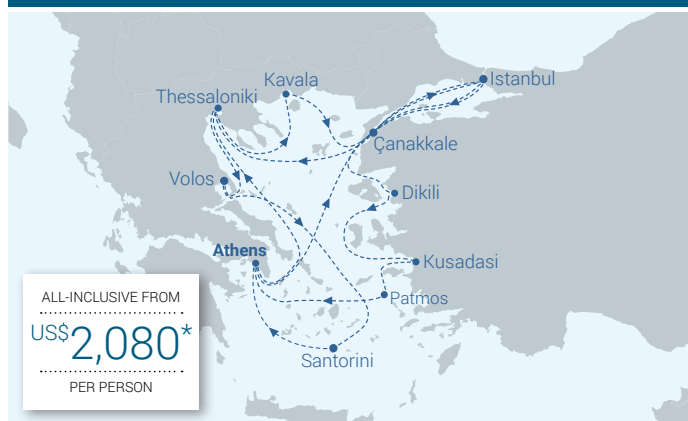 Istanbul
Kavala
Thessaloniki
Çanakkale
Volos
Dikili
Athens
Kusadasi
Patmos
Santorini
ALL-INCLUSIVE FROM
US$2,080*
PER PERSON